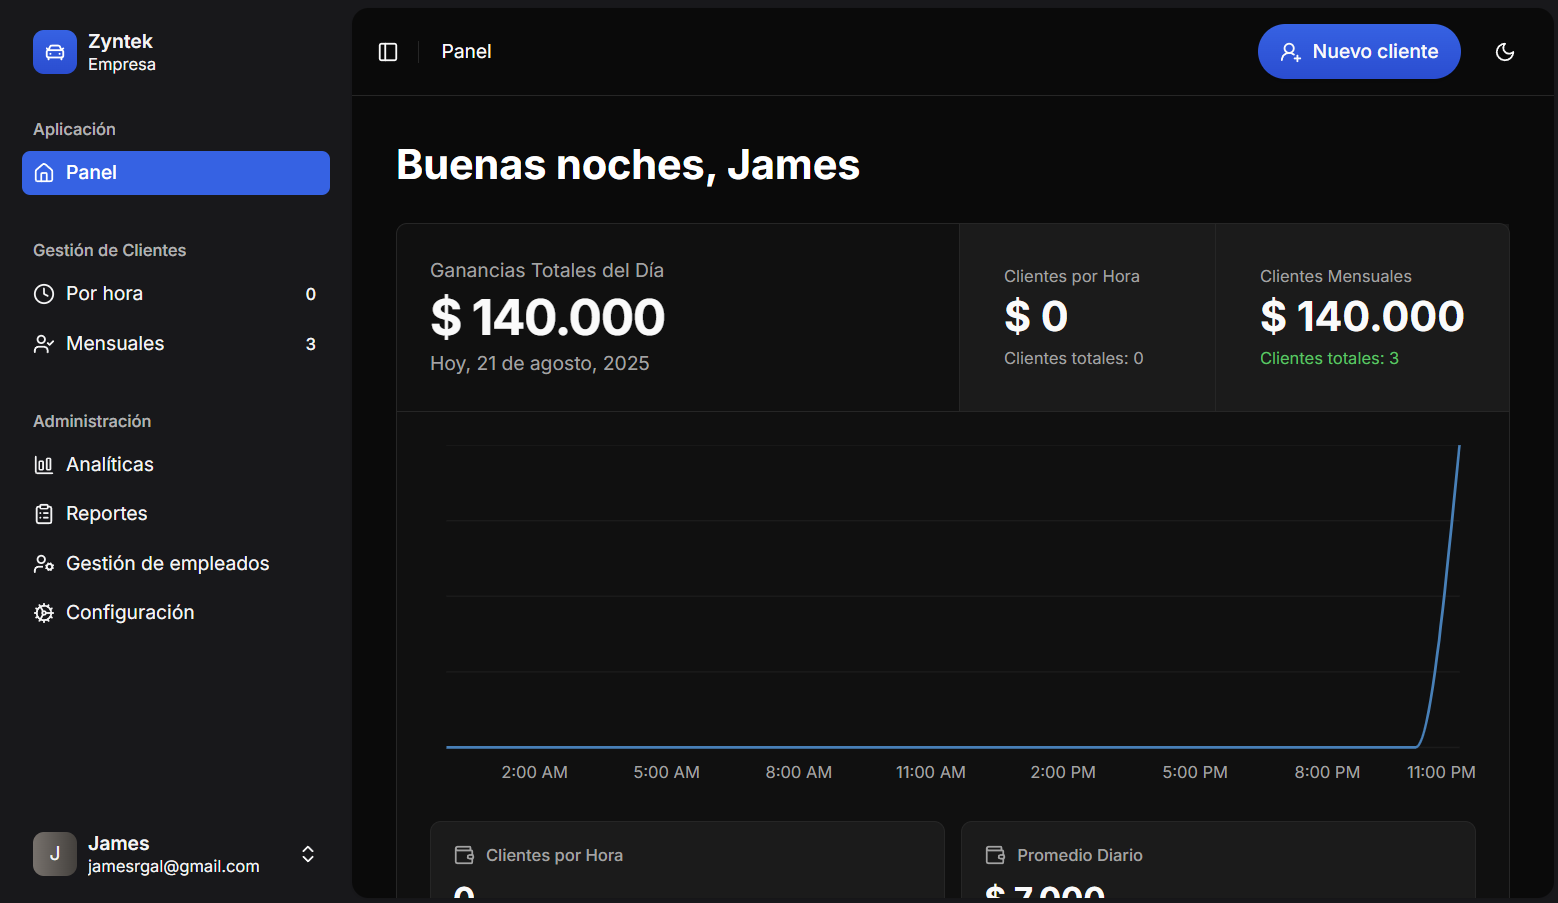 Zyntek
Empresa
Aplicación
Panel
Gestión de Clientes
Por hora 0
Mensuales 3
Administración
Analíticas
Reportes
Gestión de empleados
Configuración
J
James
jamesrgal@gmail.com
Panel
Nuevo cliente
Buenas noches, James
Ganancias Totales del Día
$ 140.000
Hoy, 21 de agosto, 2025
Clientes por Hora
$ 0
Clientes totales: 0
Clientes Mensuales
$ 140.000
Clientes totales: 3
2:00 AM 5:00 AM 8:00 AM 11:00 AM 2:00 PM 5:00 PM 8:00 PM 11:00 PM
Clientes por Hora
0
Promedio Diario
$ 7.000